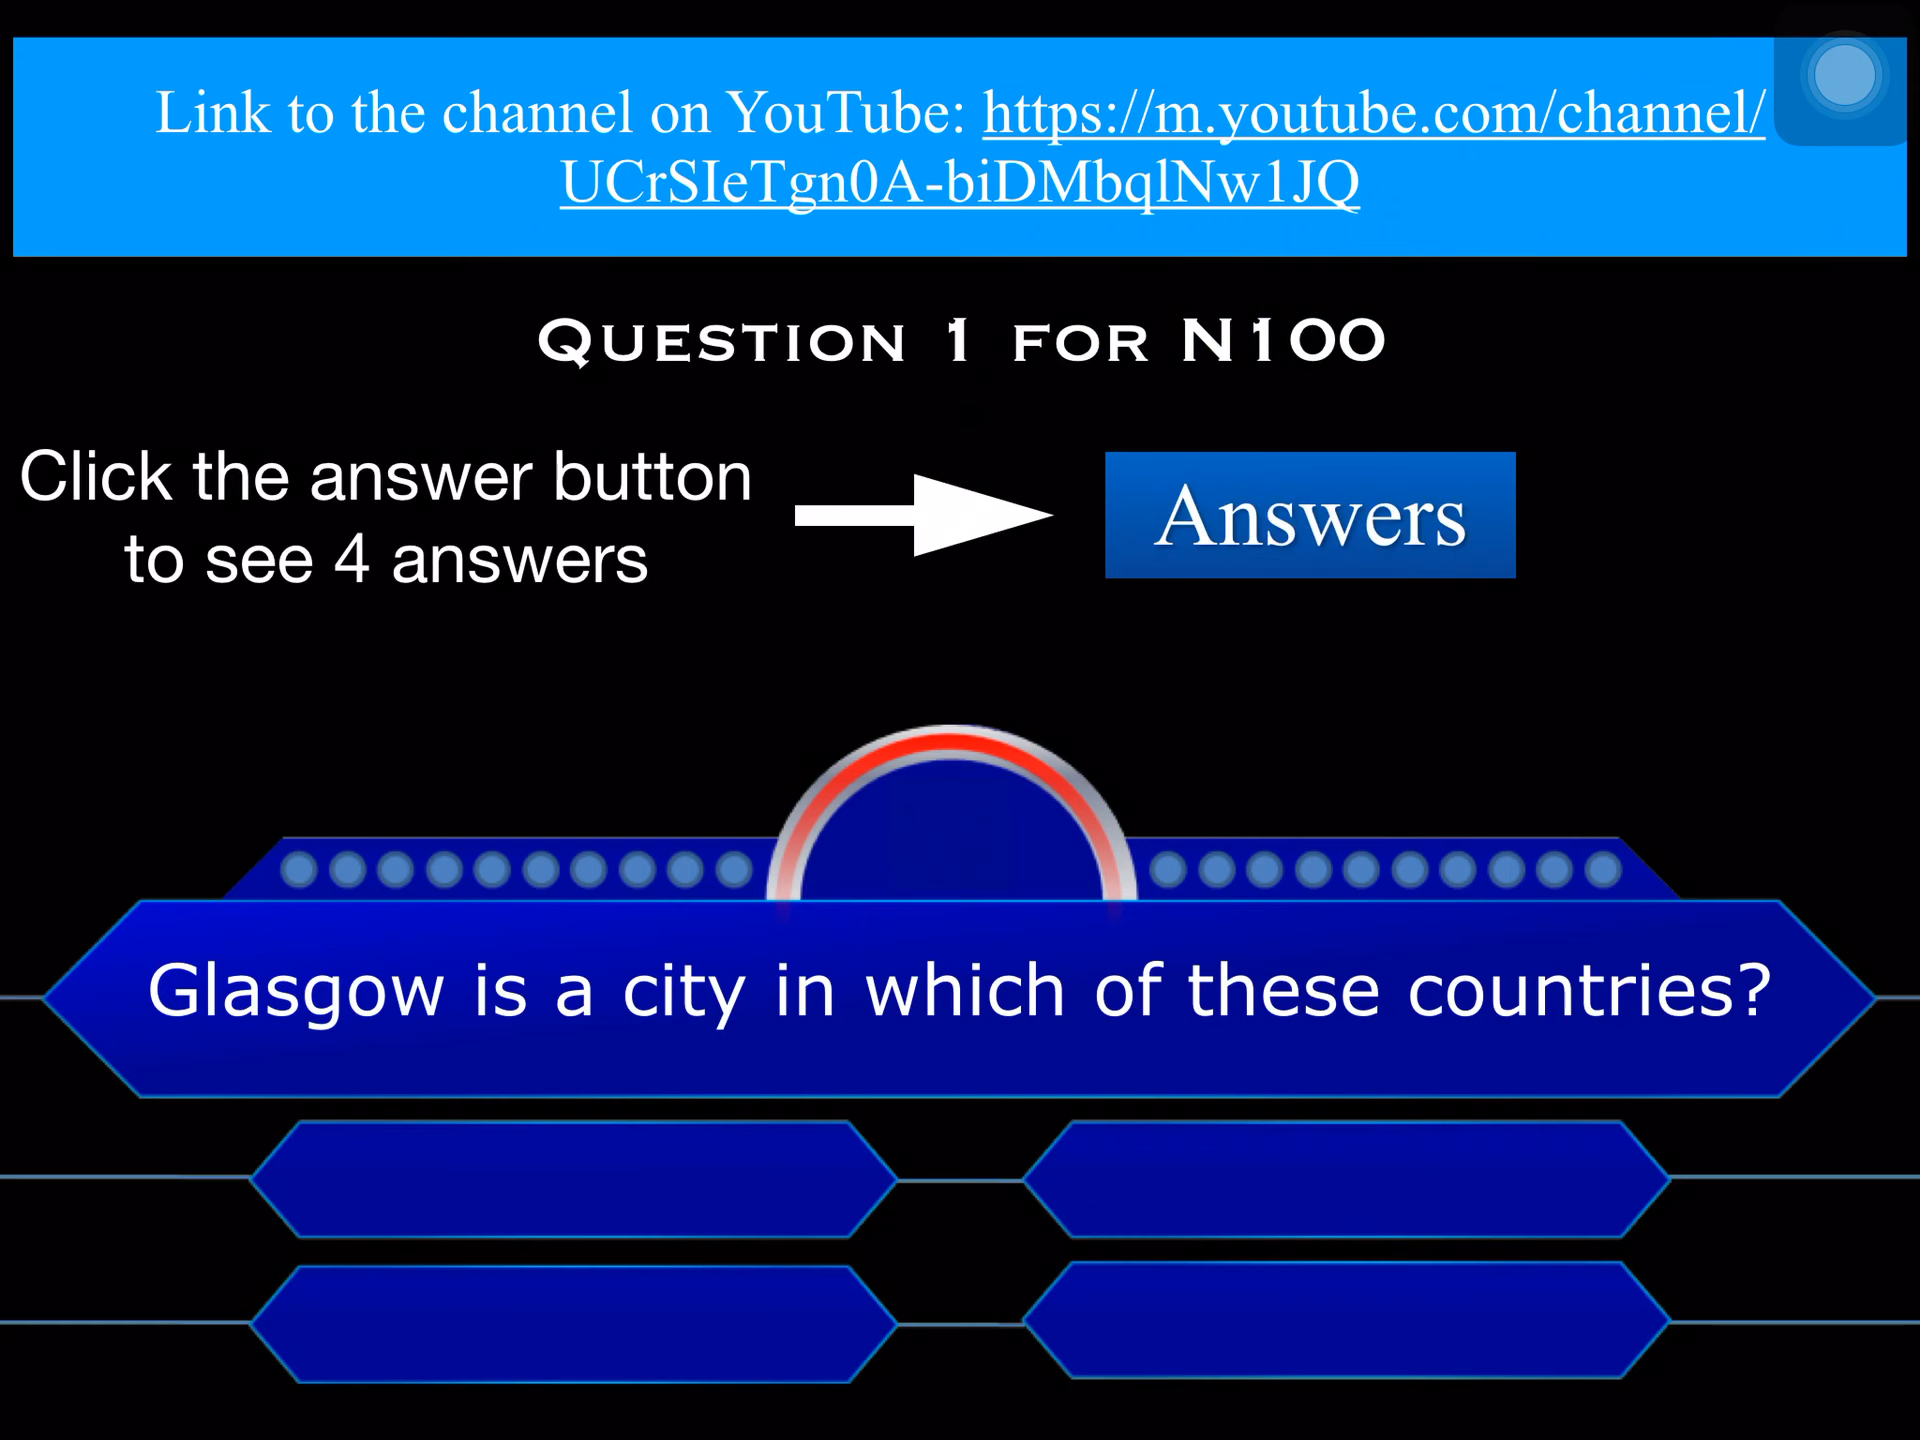 Link to the channel on YouTube: https://m.youtube.com/channel/
UCrSIeTgn0A-biDMbqlNw1JQ
Question 1 for N100
Click the answer button
to see 4 answers
Answers
Glasgow is a city in which of these countries?